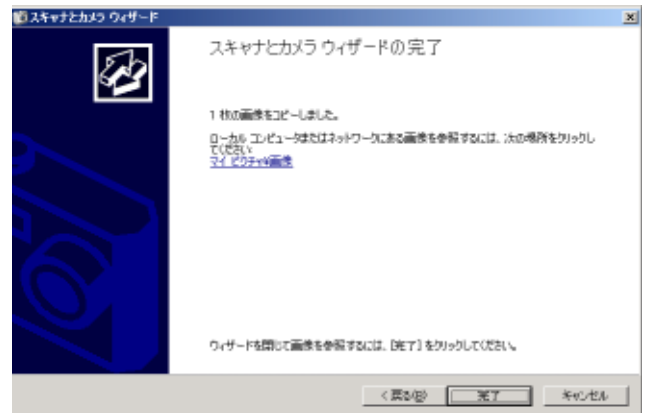 スキャナとカメラ ウィザード
スキャナとカメラ ウィザードの完了
1 枚の画像をコピーしました。
ローカル コンピュータまたはネットワークにある画像を参照するには、次の場所をクリックし
てください:
マイ ピクチャ¥画像
ウィザードを閉じて画像を参照するには、[完了] をクリックしてください。
< 戻る(B)
完了
キャンセル